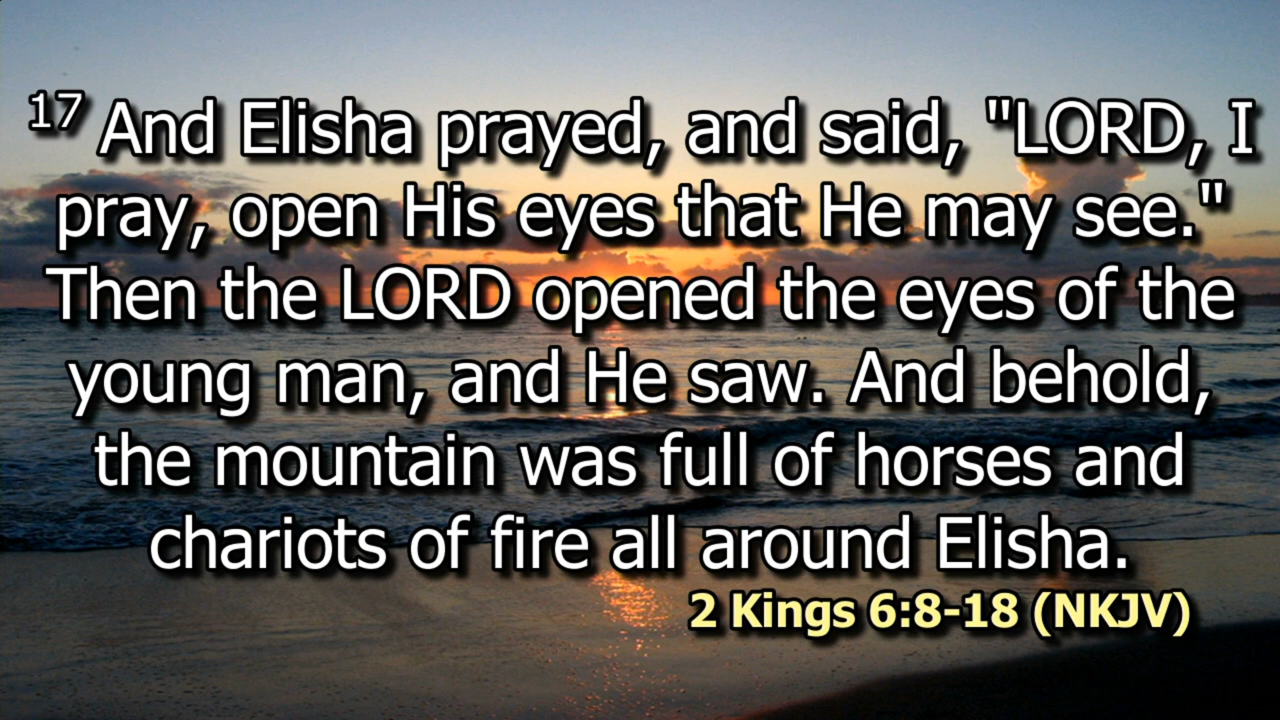 17 And Elisha prayed, and said, "LORD, I
pray, open His eyes that He may see."
Then the LORD opened the eyes of the
young man, and He saw. And behold,
the mountain was full of horses and
chariots of fire all around Elisha.
2 Kings 6:8-18 (NKJV)